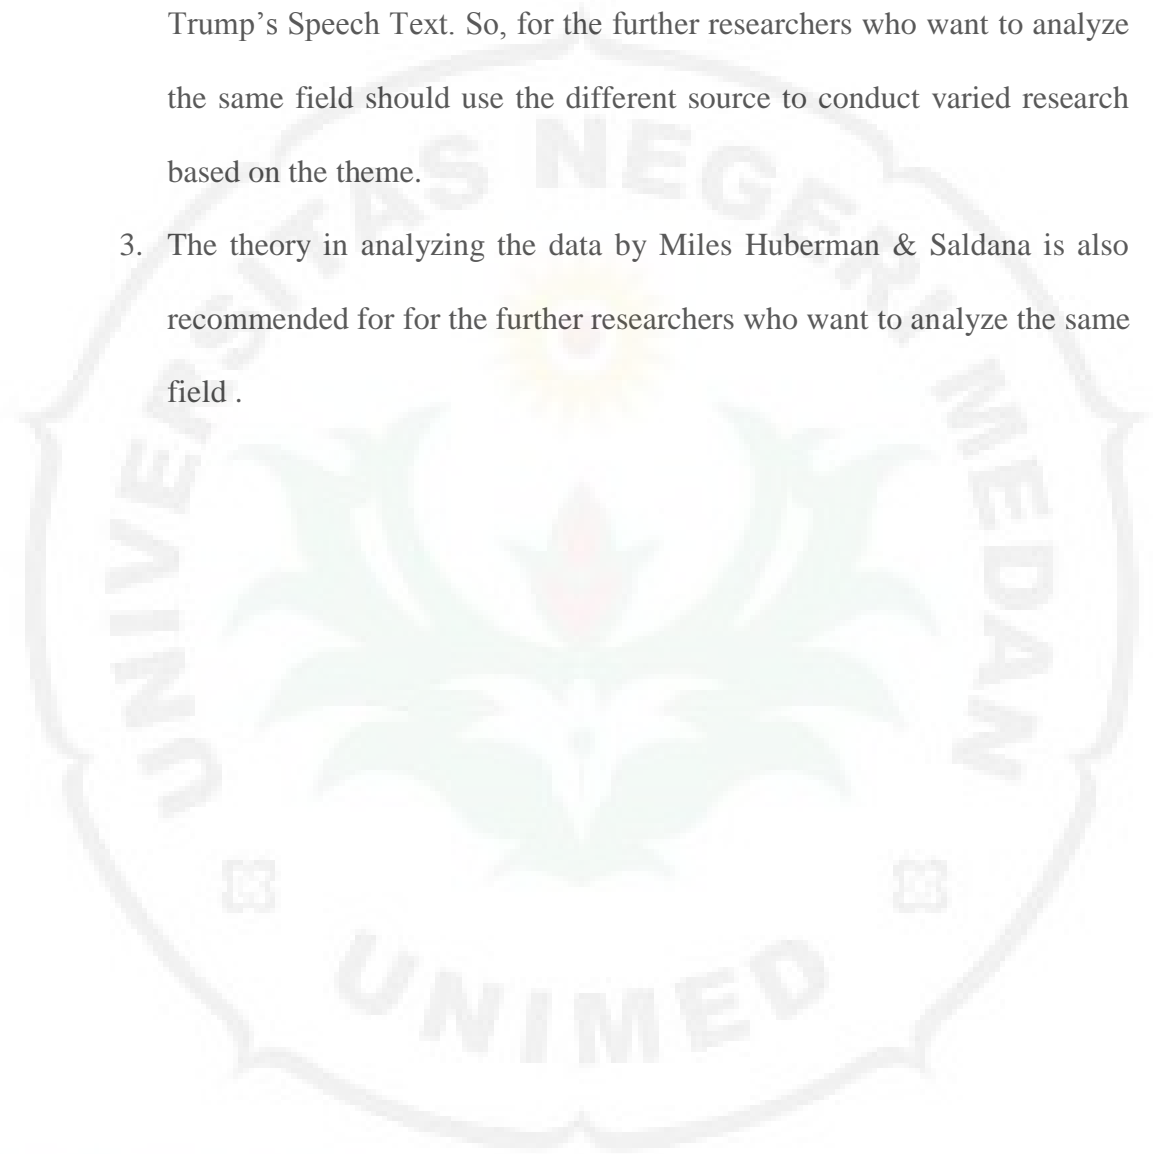 Trump’s Speech Text. So, for the further researchers who want to analyze
the same field should use the different source to conduct varied research
based on the theme.
3. The theory in analyzing the data by Miles Huberman & Saldana is also
recommended for for the further researchers who want to analyze the same
field .
UNIVERSITAS NEGERI MEDAN
UNIMED